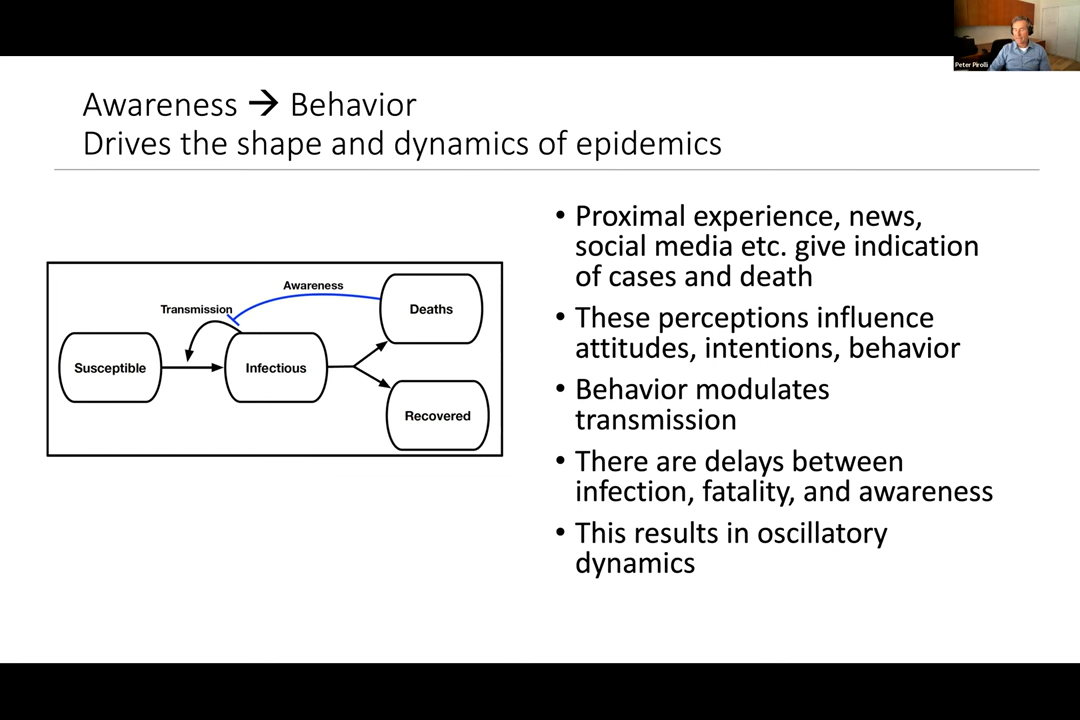 Peter Pirolli
Awareness → Behavior
Drives the shape and dynamics of epidemics
Awareness
Transmission
Deaths
Susceptible
Infectious
Recovered
• Proximal experience, news,
social media etc. give indication
of cases and death
• These perceptions influence
attitudes, intentions, behavior
• Behavior modulates
transmission
• There are delays between
infection, fatality, and awareness
• This results in oscillatory
dynamics